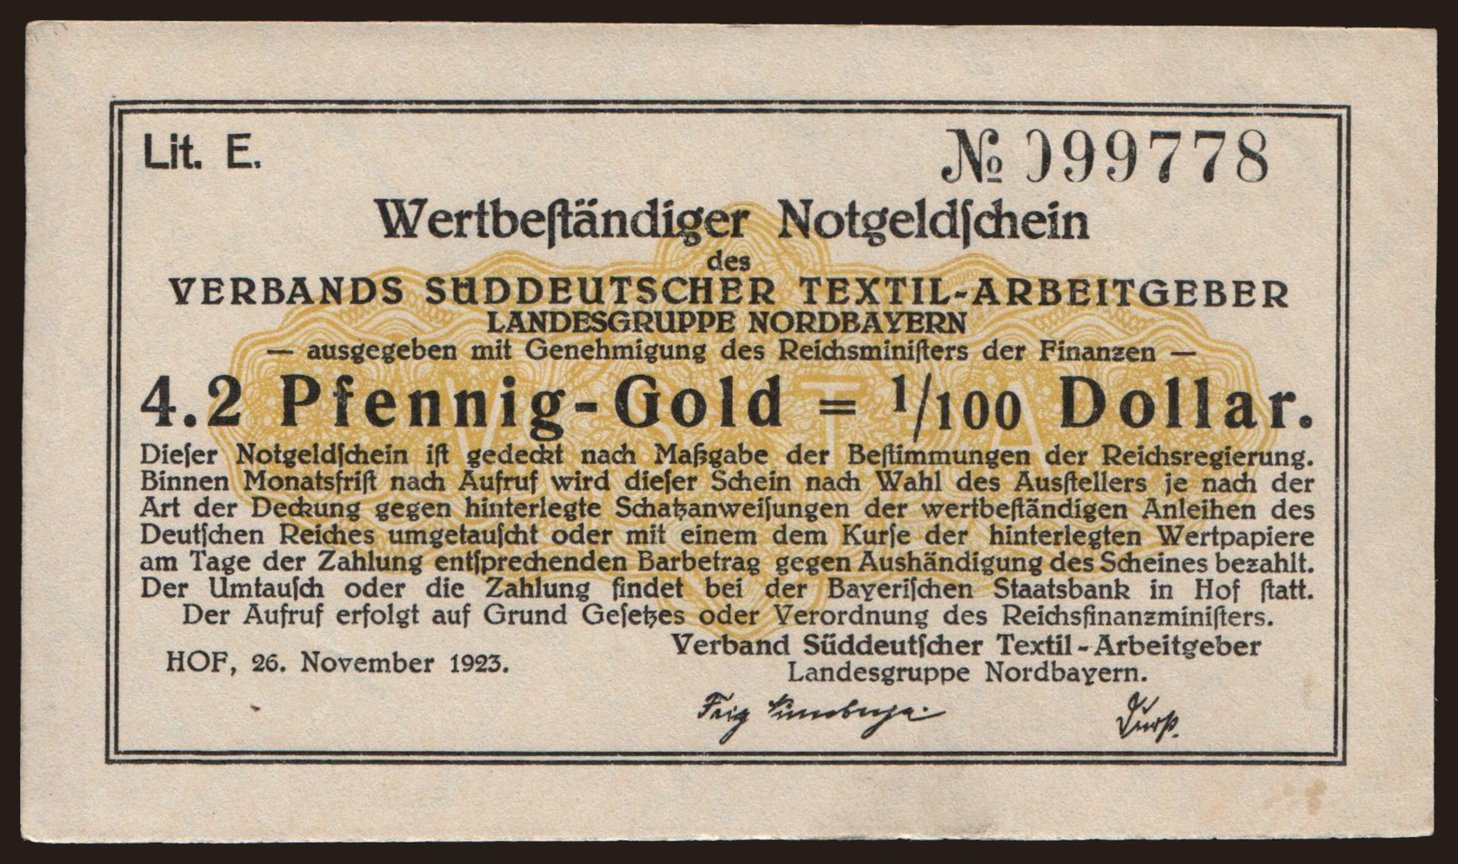 Lit. E.
№ 099778
Wertbeſtändiger Notgeldſchein
des
VERBANDS SÜDDEUTSCHER TEXTIL-ARBEITGEBER
LANDESGRUPPE NORDBAYERN
— ausgegeben mit Genehmigung des Reichsminiſters der Finanzen —
4.2 Pfennig-Gold = 1/100 Dollar.
Dieſer Notgeldſchein iſt gedeckt nach Maßgabe der Beſtimmungen der Reichsregierung.
Binnen Monatsfriſt nach Aufruf wird dieſer Schein nach Wahl des Ausſtellers je nach der
Art der Deckung gegen hinterlegte Schatzanweiſungen der wertbeſtändigen Anleihen des
Deutſchen Reiches umgetauſcht oder mit einem dem Kurſe der hinterlegten Wertpapiere
am Tage der Zahlung entſprechenden Barbetrag gegen Aushändigung des Scheines bezahlt.
Der Umtauſch oder die Zahlung findet bei der Bayeriſchen Staatsbank in Hof ſtatt.
Der Aufruf erfolgt auf Grund Geſetzes oder Verordnung des Reichsfinanzminiſters.
Verband Süddeutſcher Textil-Arbeitgeber
HOF, 26. November 1923.
Landesgruppe Nordbayern.